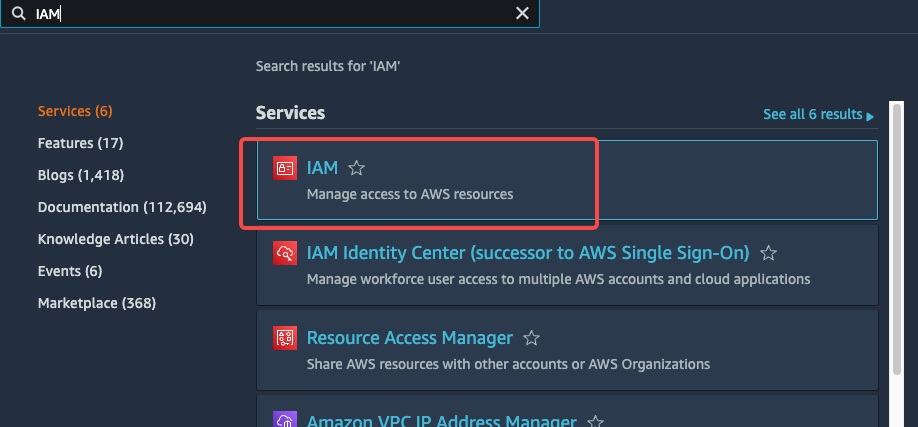 IAM
Search results for 'IAM'
Services (6)
Features (17)
Blogs (1,418)
Documentation (112,694)
Knowledge Articles (30)
Events (6)
Marketplace (368)
Services
See all 6 results
IAM
Manage access to AWS resources
IAM Identity Center (successor to AWS Single Sign-On)
Manage workforce user access to multiple AWS accounts and cloud applications
Resource Access Manager
Share AWS resources with other accounts or AWS Organizations
Amazon VPC IP Address Manager